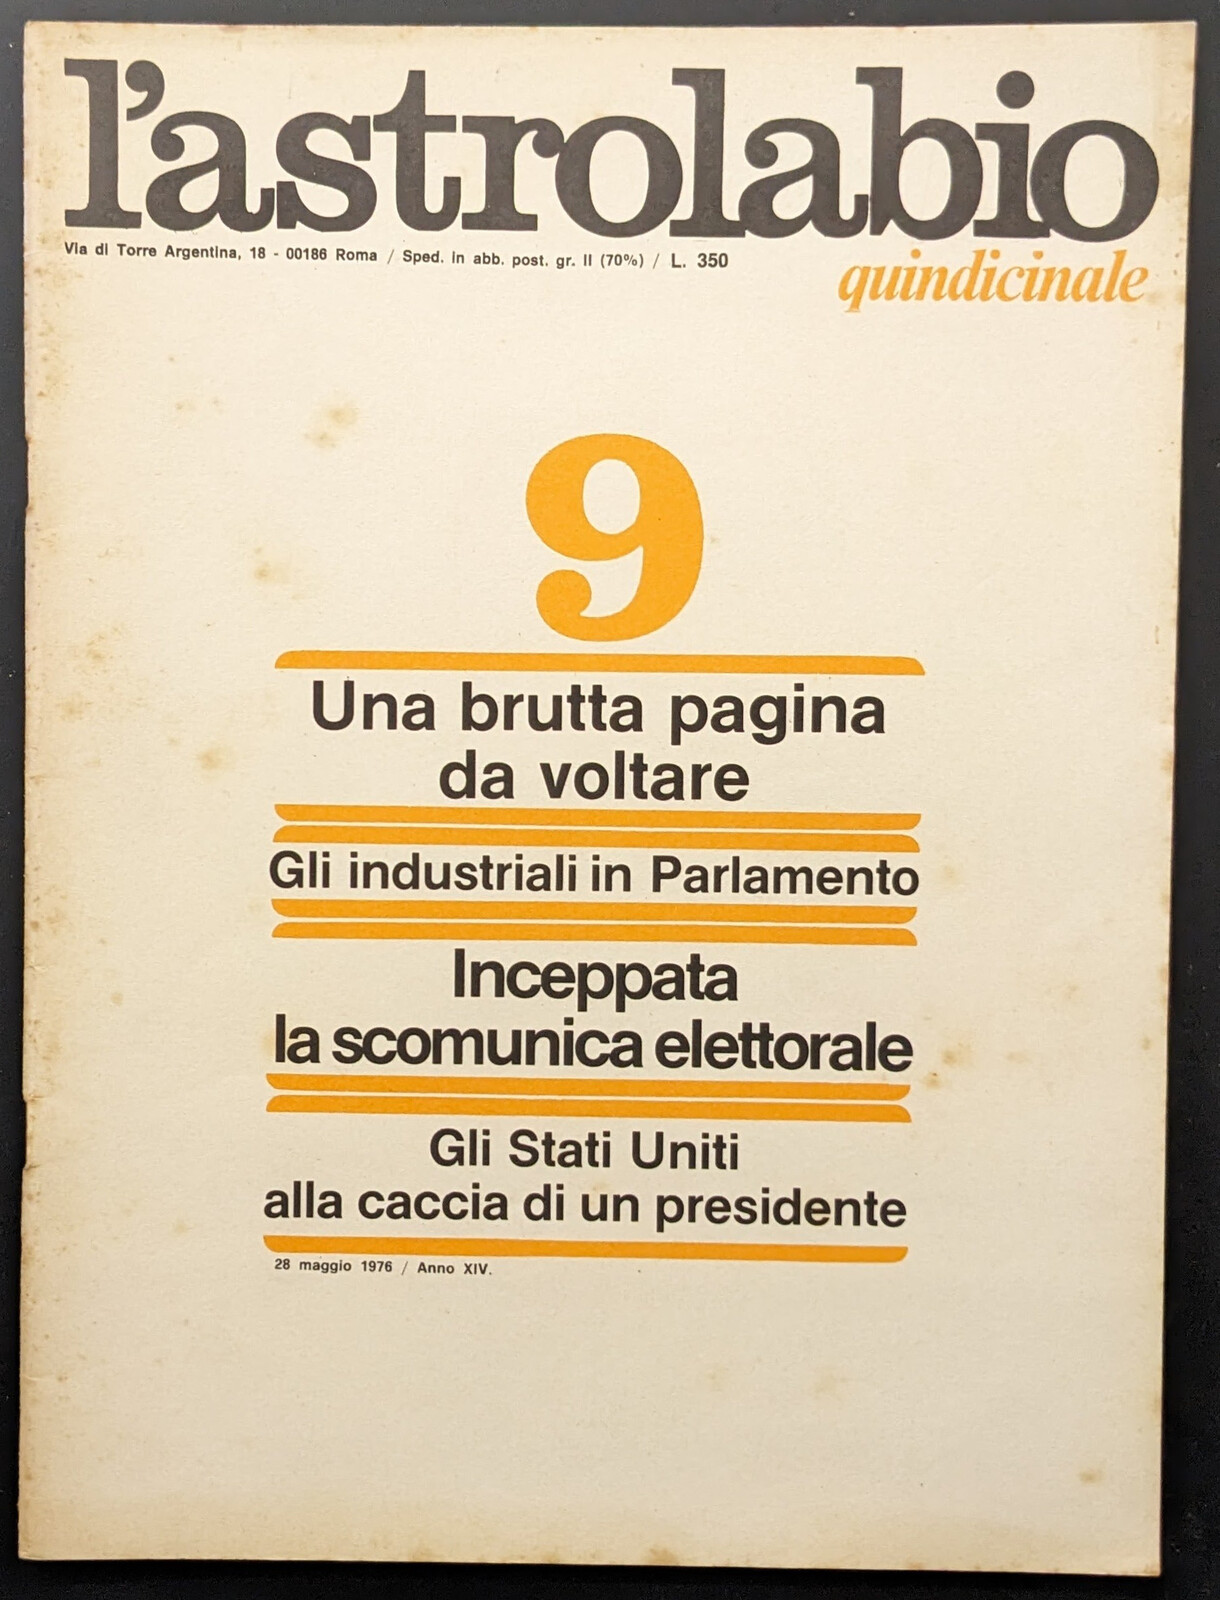 l'astrolabio
Via di Torre Argentina, 18 - 00186 Roma / Sped. in abb. post. gr. II (70%) / L. 350
quindicinale
9
Una brutta pagina
da voltare
Gli industriali in Parlamento
Inceppata
la scomunica elettorale
Gli Stati Uniti
alla caccia di un presidente
28 maggio 1976 / Anno XIV.